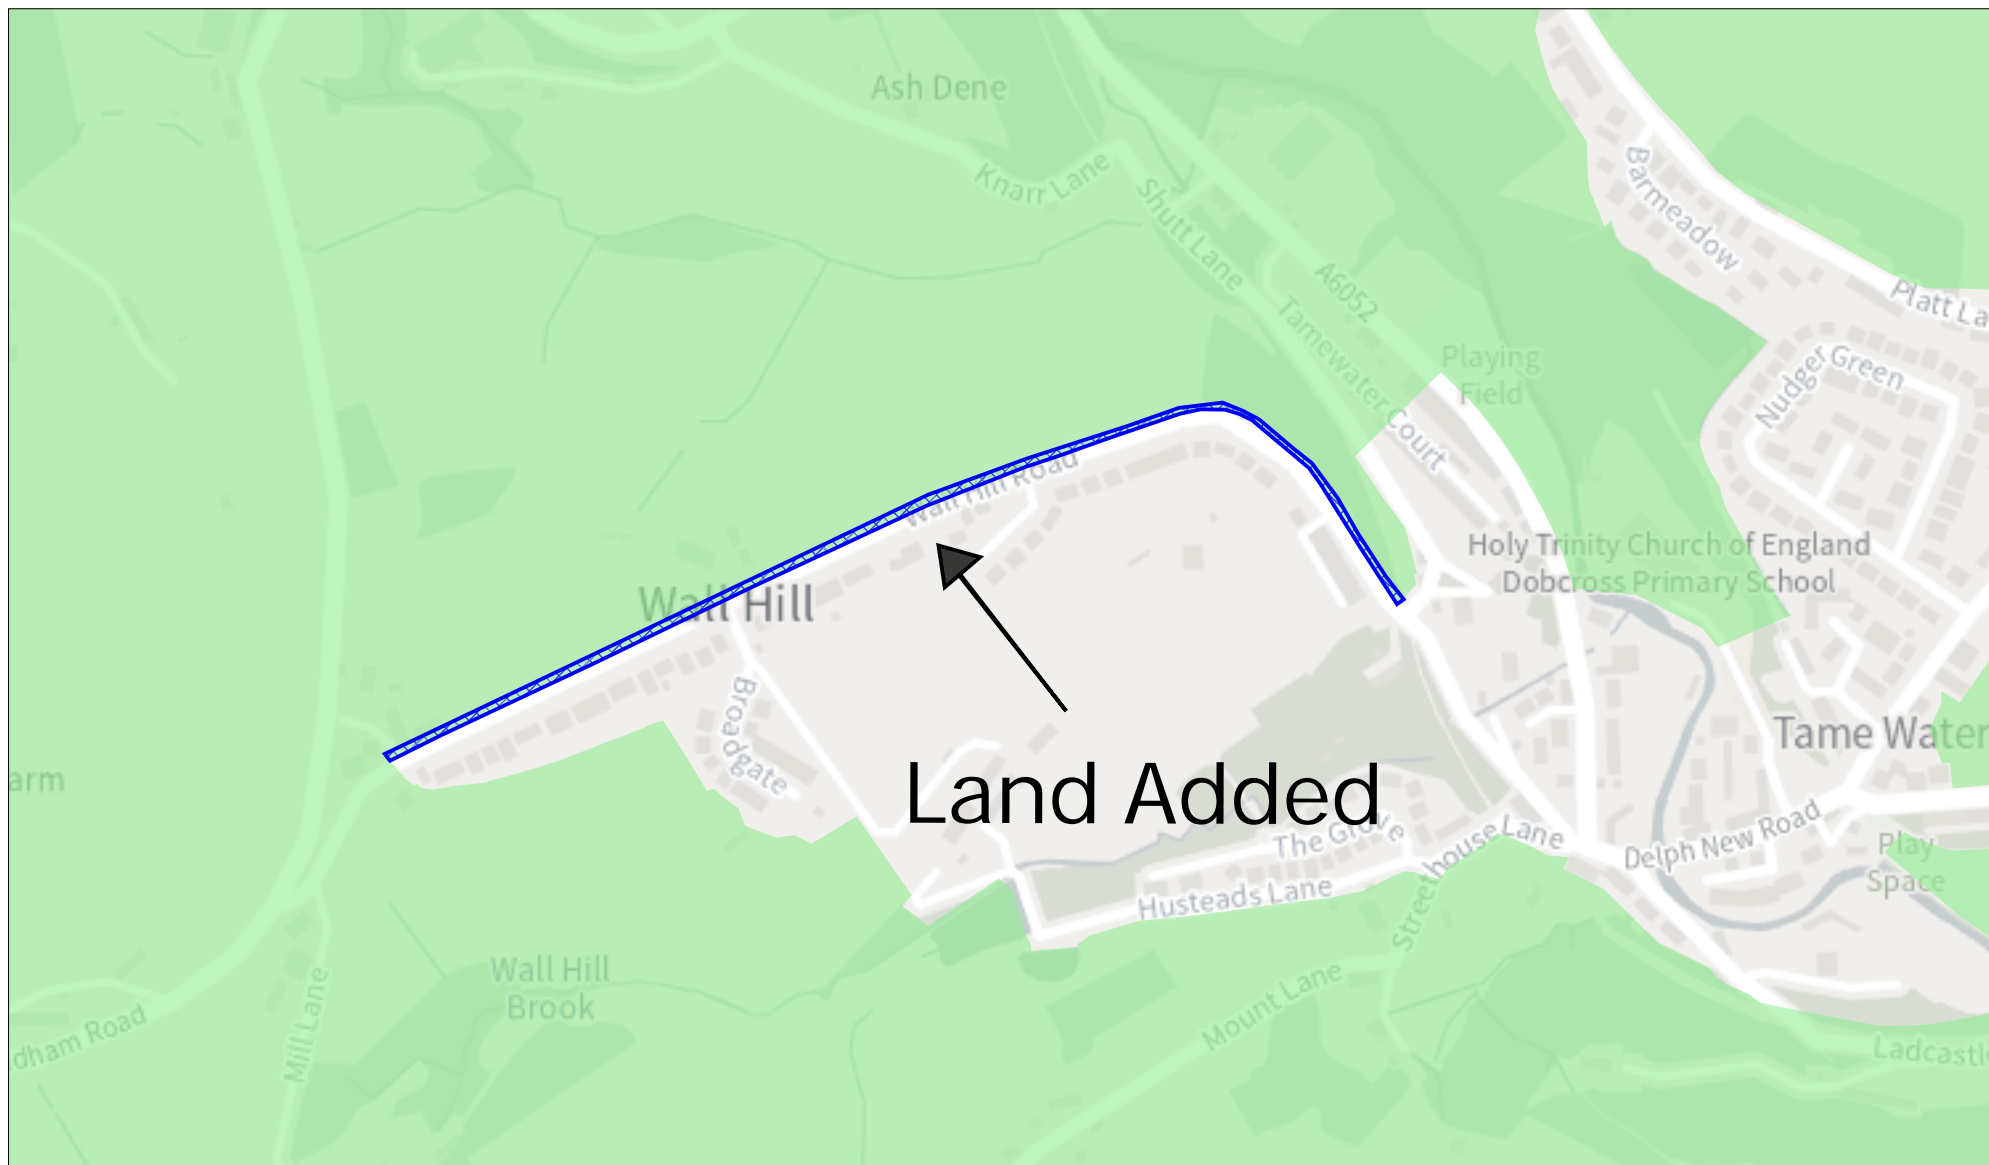 Ash Dene
Knarr Lane
Shutt Lane
A6052
Barmeadow
Platt La
Tamewater Court
Playing
Field
Nudger Green
Wall Hill Road
Holy Trinity Church of England
Dobcross Primary School
Wall Hill
Broadgate
Tame Water
arm
Land Added
The Grove
Streethouse Lane
Delph New Road
Play
Space
Husteads Lane
Wall Hill
Brook
Mount Lane
Mill Lane
dham Road
Ladcastl